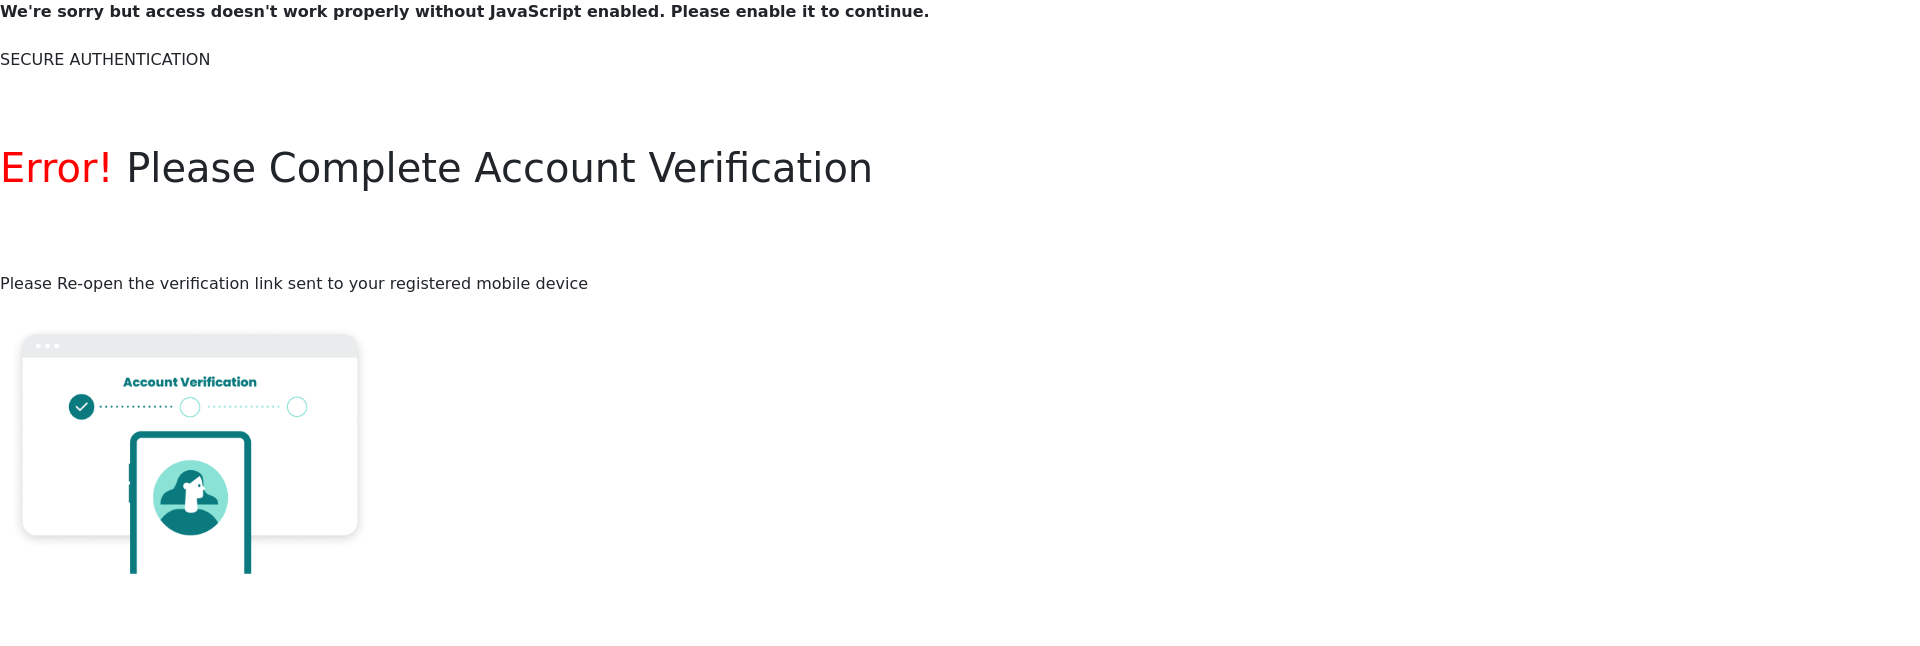 We're sorry but access doesn't work properly without JavaScript enabled. Please enable it to continue.
SECURE AUTHENTICATION
Error! Please Complete Account Verification
Please Re-open the verification link sent to your registered mobile device
Account Verification